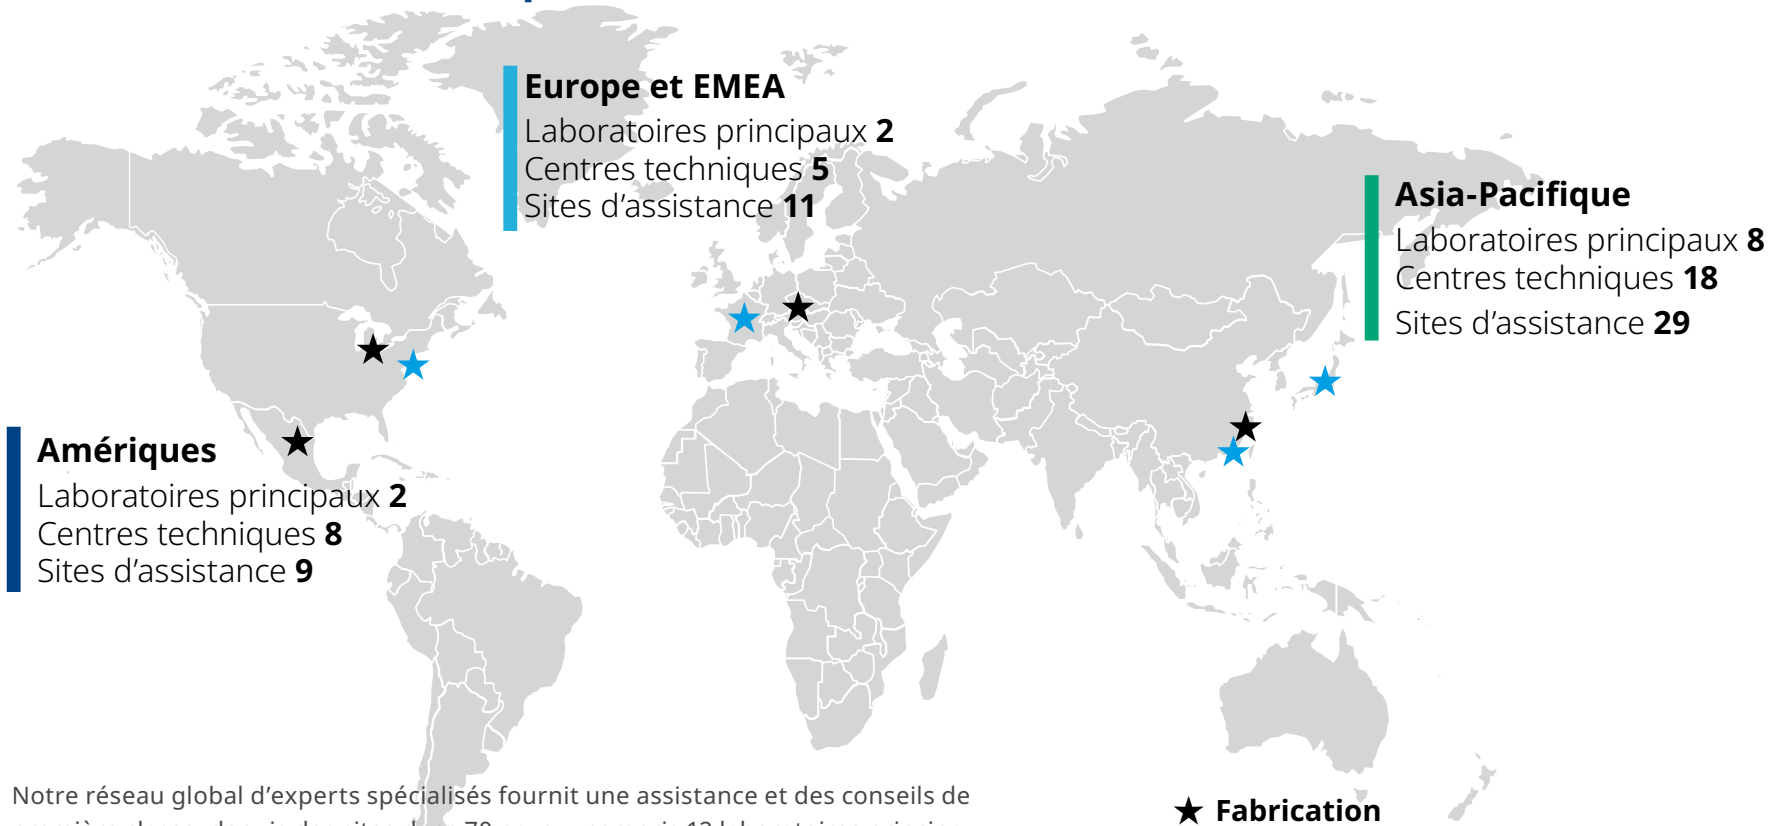 Europe et EMEA
Laboratoires principaux 2
Centres techniques 5
Sites d’assistance 11
Asia-Pacifique
Laboratoires principaux 8
Centres techniques 18
Sites d’assistance 29
Amériques
Laboratoires principaux 2
Centres techniques 8
Sites d’assistance 9
Notre réseau global d’experts spécialisés fournit une assistance et des conseils de
★ Fabrication